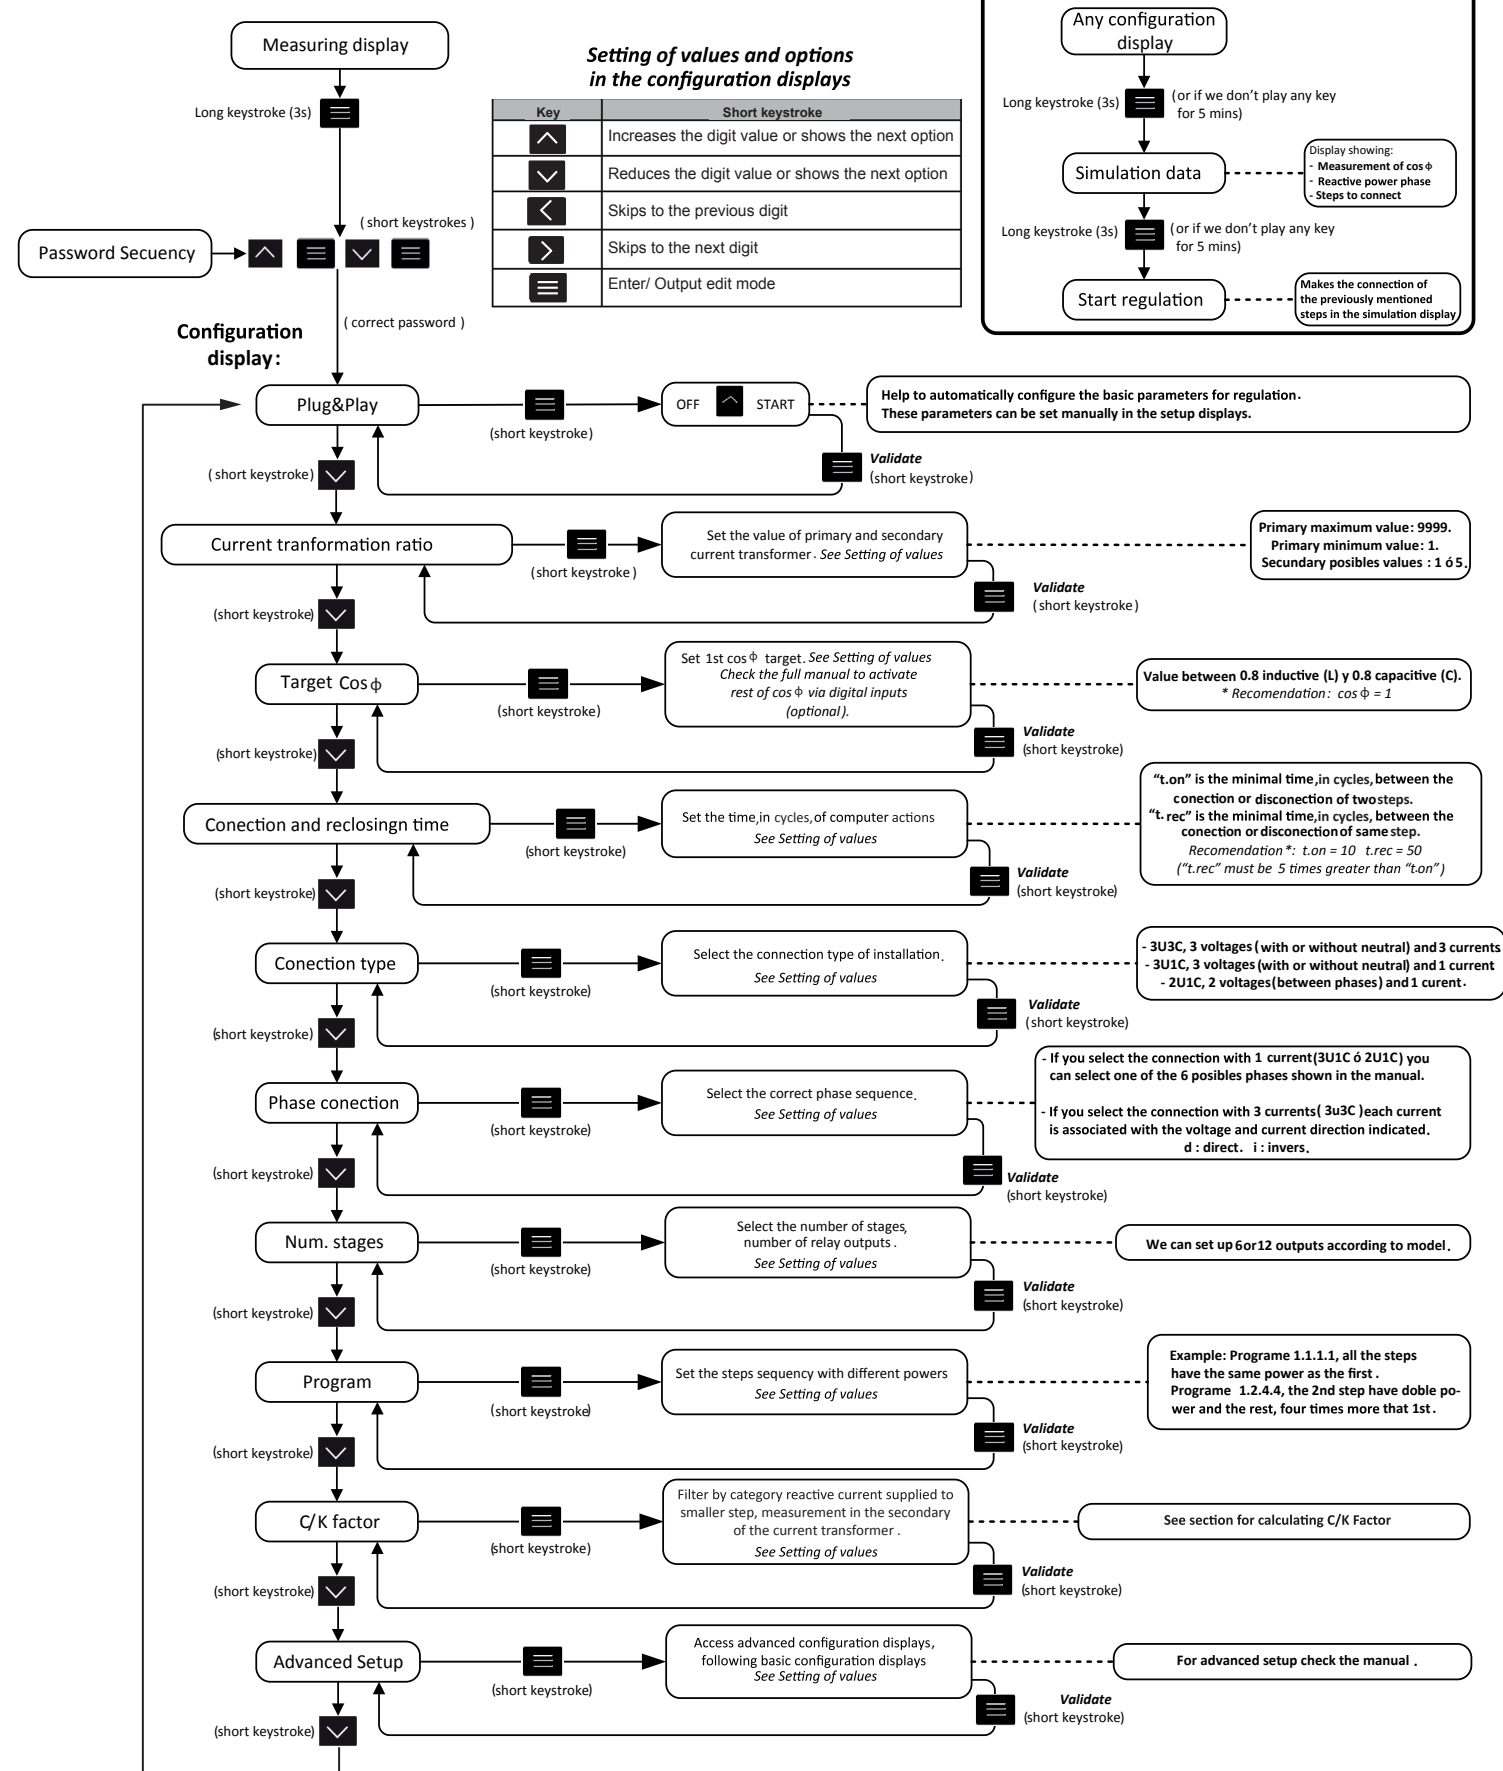 Measuring display
Long keystroke (3s)
( short keystrokes )
Password Secuency
( correct password )
Setting of values and options
in the configuration displays
Key Short keystroke
Increases the digit value or shows the next option
Reduces the digit value or shows the next option
Skips to the previous digit
Skips to the next digit
Enter/ Output edit mode
Any configuration
display
Long keystroke (3s)
(or if we don't play any key
for 5 mins)
Simulation data
Display showing:
- Measurement of cos ϕ
- Reactive power phase
- Steps to connect
Long keystroke (3s)
(or if we don't play any key
for 5 mins)
Start regulation
Makes the connection of
the previously mentioned
steps in the simulation display
Configuration
display:
Plug&Play
(short keystroke)
OFF START
Help to automatically configure the basic parameters for regulation.
These parameters can be set manually in the setup displays.
Validate
(short keystroke)
( short keystroke)
Current tranformation ratio
( short keystroke )
Set the value of primary and secondary
current transformer. See Setting of values
Primary maximum value: 9999.
Primary minimum value: 1.
Secundary posibles values : 1 ó 5.
Validate
( short keystroke )
(short keystroke)
Target Cos ϕ
(short keystroke)
Set 1st cos ϕ target. See Setting of values
Check the full manual to activate
rest of cos ϕ via digital inputs
(optional).
Value between 0.8 inductive (L) y 0.8 capacitive (C).
* Recomendation: cos ϕ = 1
Validate
(short keystroke)
(short keystroke)
Conection and reclosingn time
(short keystroke)
Set the time,in cycles, of computer actions
See Setting of values
"t.on" is the minimal time,in cycles, between the
conection or disconection of two steps.
"t. rec" is the minimal time,in cycles, between the
conection or disconection of same step.
Recomendation*: t.on = 10 t.rec = 50
("t.rec" must be 5 times greater than "t.on" )
Validate
(short keystroke)
(short keystroke)
Conection type
(short keystroke)
Select the connection type of installation.
See Setting of values
- 3U3C, 3 voltages (with or without neutral) and 3 currents
- 3U1C, 3 voltages (with or without neutral) and 1 current
- 2U1C, 2 voltages (between phases) and 1 curent.
Validate
(short keystroke)
(short keystroke)
Phase conection
(short keystroke)
Select the correct phase sequence.
See Setting of values
- If you select the connection with 1 current (3U1C ó 2U1C) you
can select one of the 6 posibles phases shown in the manual.
- If you select the connection with 3 currents ( 3u3C ) each current
is associated with the voltage and current direction indicated.
d : direct. i : invers.
Validate
(short keystroke)
(short keystroke)
Num. stages
(short keystroke)
Select the number of stages,
number of relay outputs .
See Setting of values
We can set up 6 or 12 outputs according to model.
Validate
(short keystroke)
(short keystroke)
Program
(short keystroke)
Set the steps sequency with different powers
See Setting of values
Example: Programe 1.1.1.1, all the steps
have the same power as the first .
Programe 1.2.4.4, the 2nd step have doble po-
wer and the rest, four times more that 1st .
Validate
(short keystroke)
(short keystroke)
C/K factor
(short keystroke)
Filter by category reactive current supplied to
smaller step, measurement in the secondary
of the current transformer .
See Setting of values
See section for calculating C/K Factor
Validate
(short keystroke)
(short keystroke)
Advanced Setup
(short keystroke)
Access advanced configuration displays,
following basic configuration displays
See Setting of values
For advanced setup check the manual .
Validate
(short keystroke)
(short keystroke)